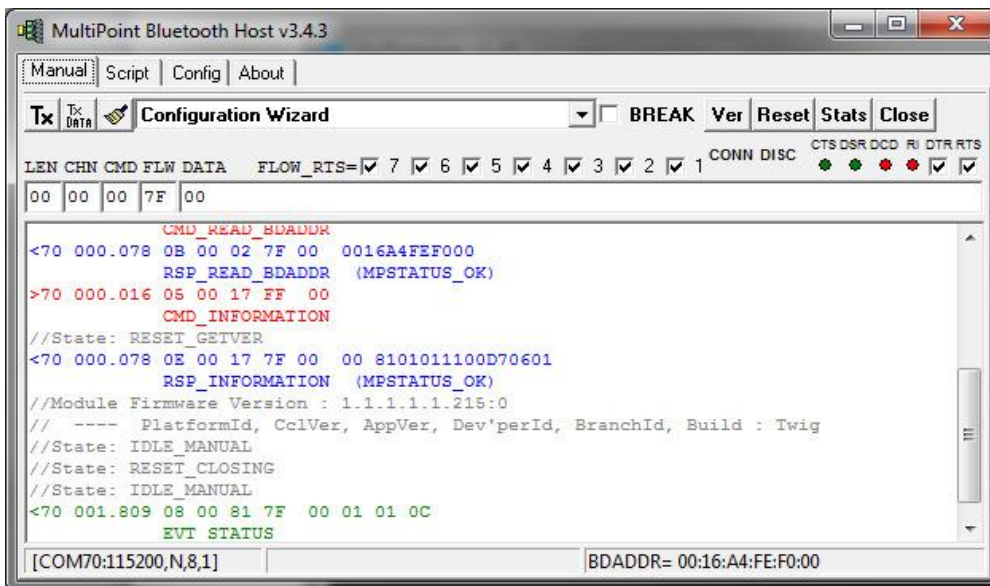 MultiPoint Bluetooth Host v3.4.3
Manual Script Config About
Tx Tx DATA Configuration Wizard BREAK Ver Reset Stats Close
LEN CHN CMD FLW DATA FLOW_RTS= 7 6 5 4 3 2 1 CONN DISC CTS DSR DCD RI DTR RTS
00 00 00 7F 00
CMD_READ_BDADDR
<70 000.078 0B 00 02 7F 00 0016A4FEF000
RSP_READ_BDADDR (MPSTATUS_OK)
>70 000.016 05 00 17 FF 00
CMD_INFORMATION
//State: RESET_GETVER
<70 000.078 0E 00 17 7F 00 00 8101011100D70601
RSP_INFORMATION (MPSTATUS_OK)
//Module Firmware Version : 1.1.1.1.1.215:0
// ---- PlatformId, CclVer, AppVer, Dev'perId, BranchId, Build : Twig
//State: IDLE_MANUAL
//State: RESET_CLOSING
//State: IDLE_MANUAL
<70 001.809 08 00 81 7F 00 01 01 0C
EVT_STATUS
[COM70:115200,N,8,1] BDADDR= 00:16:A4:FE:F0:00